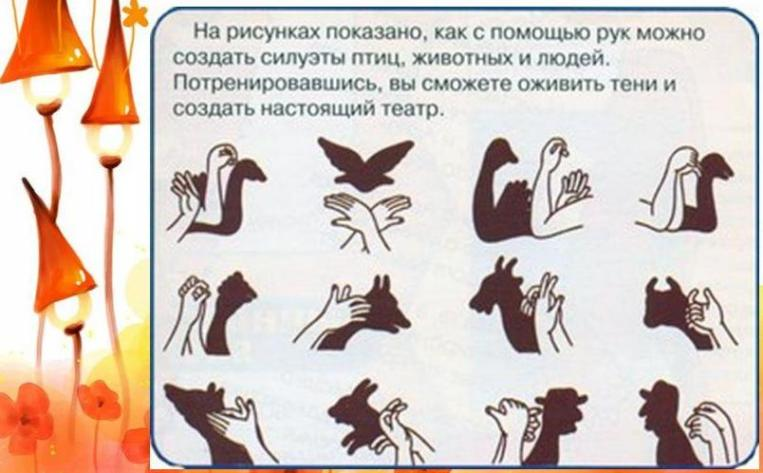 На рисунках показано, как с помощью рук можно
создать силуэты птиц, животных и людей.
Потренировавшись, вы сможете оживить тени и
создать настоящий театр.